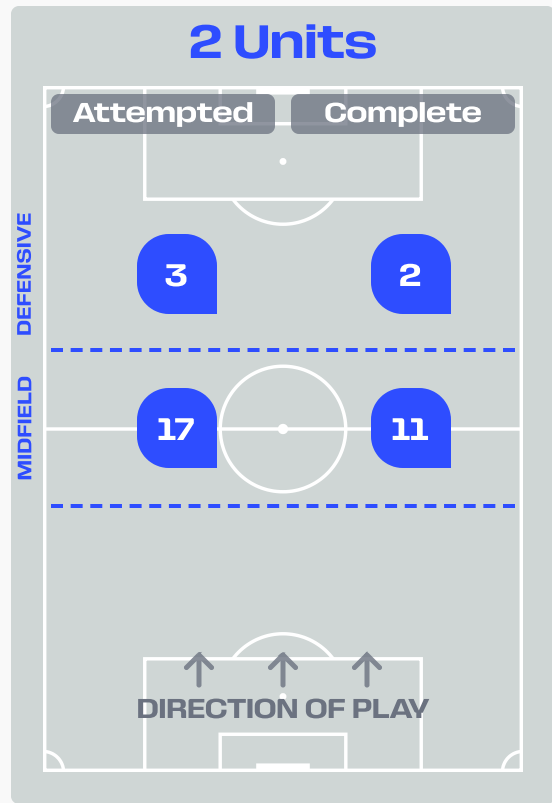 2 Units
Attempted Complete
DEFENSIVE
3 2
MIDFIELD
17 11
DIRECTION OF PLAY